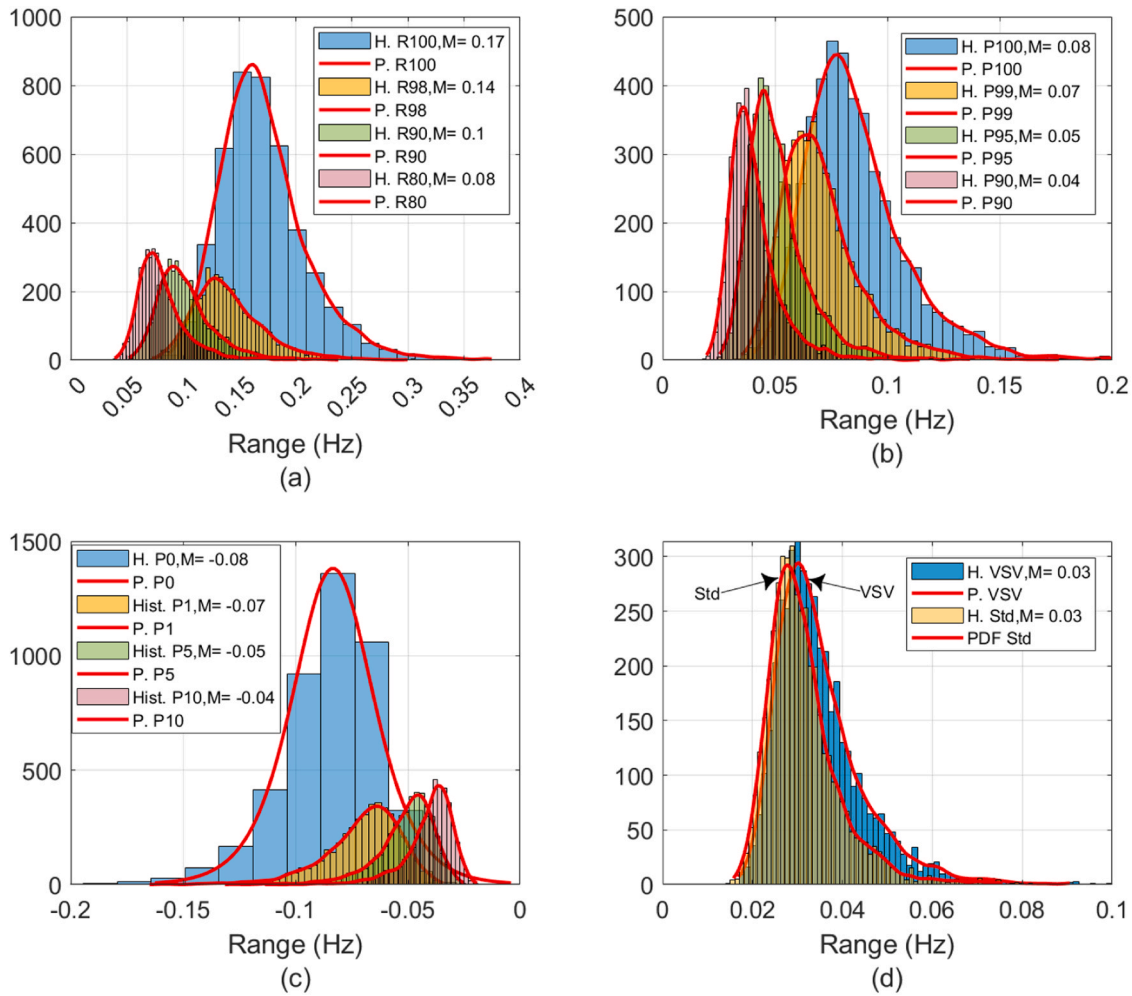 1000
800
600
400
200
0
H. R100,M= 0.17
P. R100
H. R98,M= 0.14
P. R98
H. R90,M= 0.1
P. R90
H. R80,M= 0.08
P. R80
0 0.05 0.1 0.15 0.2 0.25 0.3 0.35 0.4
Range (Hz)
(a)
500
400
300
200
100
0
H. P100,M= 0.08
P. P100
H. P99,M= 0.07
P. P99
H. P95,M= 0.05
P. P95
H. P90,M= 0.04
P. P90
0 0.05 0.1 0.15 0.2
Range (Hz)
(b)
1500
1000
500
0
H. P0,M= -0.08
P. P0
Hist. P1,M= -0.07
P. P1
Hist. P5,M= -0.05
P. P5
Hist. P10,M= -0.04
P. P10
-0.2 -0.15 -0.1 -0.05 0
Range (Hz)
(c)
300
250
200
150
100
50
0
Std
VSV
H. VSV,M= 0.03
P. VSV
H. Std,M= 0.03
PDF Std
0 0.02 0.04 0.06 0.08 0.1
Range (Hz)
(d)